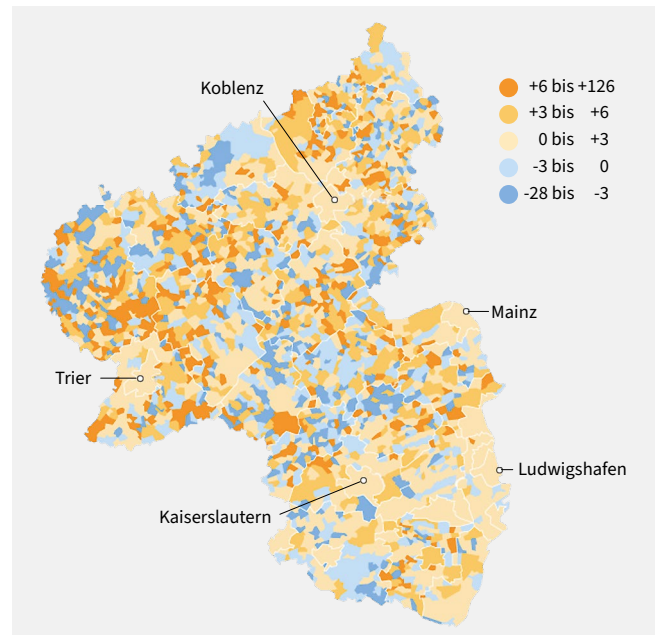 Koblenz
+6 bis +126
+3 bis +6
0 bis +3
-3 bis 0
-28 bis -3
Mainz
Trier
Ludwigshafen
Kaiserslautern